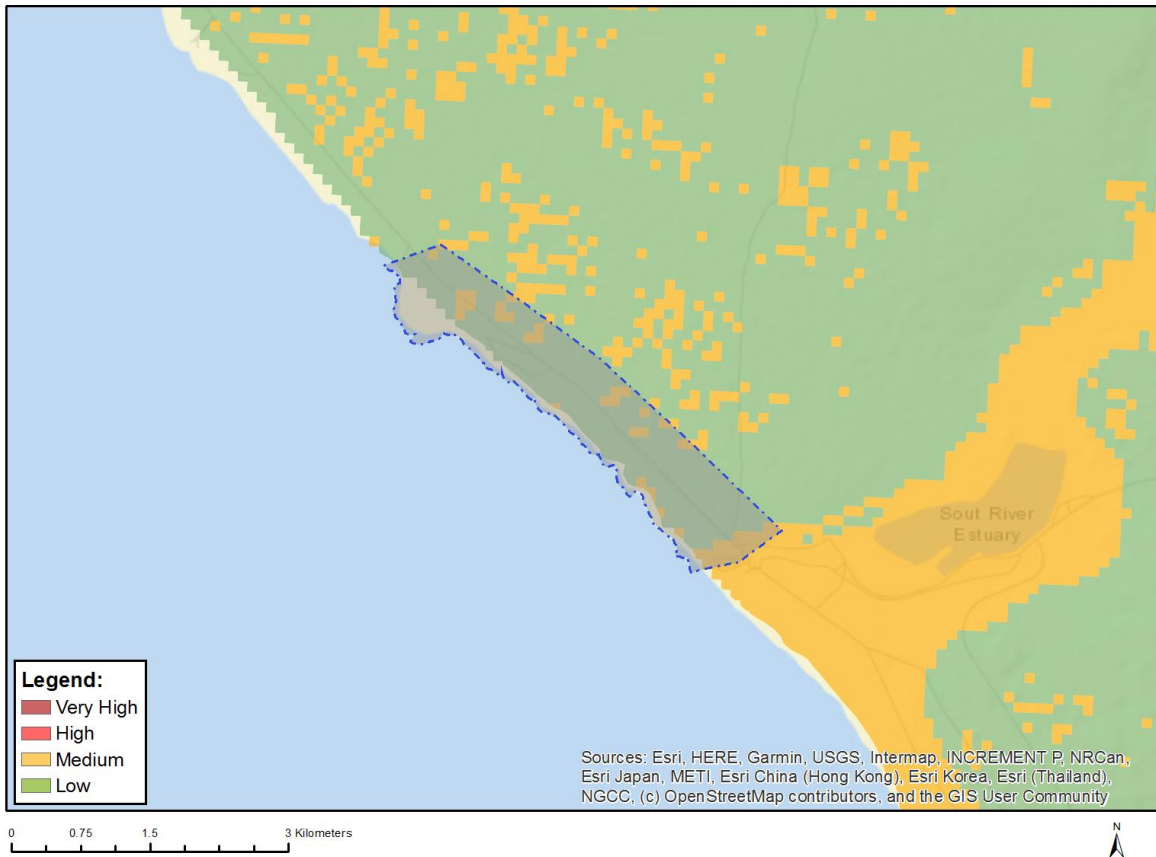 Sout River
Estuary
Legend:
Very High
High
Medium
Low
Sources: Esri, HERE, Garmin, USGS, Intermap, INCREMENT P, NRCan,
Esri Japan, METI, Esri China (Hong Kong), Esri Korea, Esri (Thailand),
NGCC, (c) OpenStreetMap contributors, and the GIS User Community
0 0.75 1.5 3 Kilometers
N